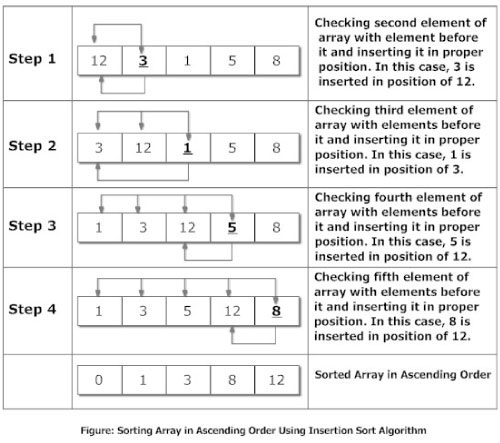 Step 1
12 3 1 5 8
Checking second element of
array with element before
it and inserting it in proper
position. In this case, 3 is
inserted in position of 12.
Step 2
3 12 1 5 8
Checking third element of
array with elements before
it and inserting it in proper
position. In this case, 1 is
inserted in position of 3.
Step 3
1 3 12 5 8
Checking fourth element of
array with elements before
it and inserting it in proper
position. In this case, 5 is
inserted in position of 12.
Step 4
1 3 5 12 8
Checking fifth element of
array with elements before
it and inserting it in proper
position. In this case, 8 is
inserted in position of 12.
0 1 3 8 12
Sorted Array in Ascending Order
Figure: Sorting Array in Ascending Order Using Insertion Sort Algorithm